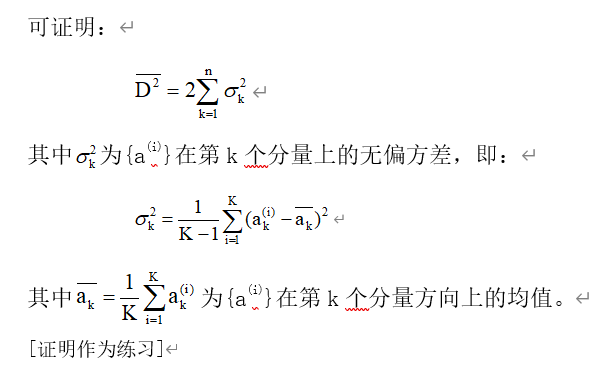 可证明：↵
$\overline{D^2} = 2\sum_{k=1}^{n} \sigma_k^2$ ↵
其中$\sigma_k^2$为{a^{(i)}}在第 k 个分量上的无偏方差，即：↵
$\sigma_k^2 = \frac{1}{K-1}\sum_{i=1}^{K}(a_k^{(i)} - \overline{a_k})^2$ ↵
其中$\overline{a_k} = \frac{1}{K}\sum_{i=1}^{K} a_k^{(i)}$为{a^{(i)}}在第 k 个分量方向上的均值。↵
[证明作为练习]↵